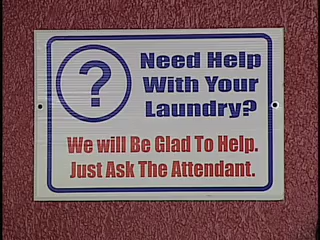 ?
Need Help
With Your
Laundry?
We will Be Glad To Help.
Just Ask The Attendant.